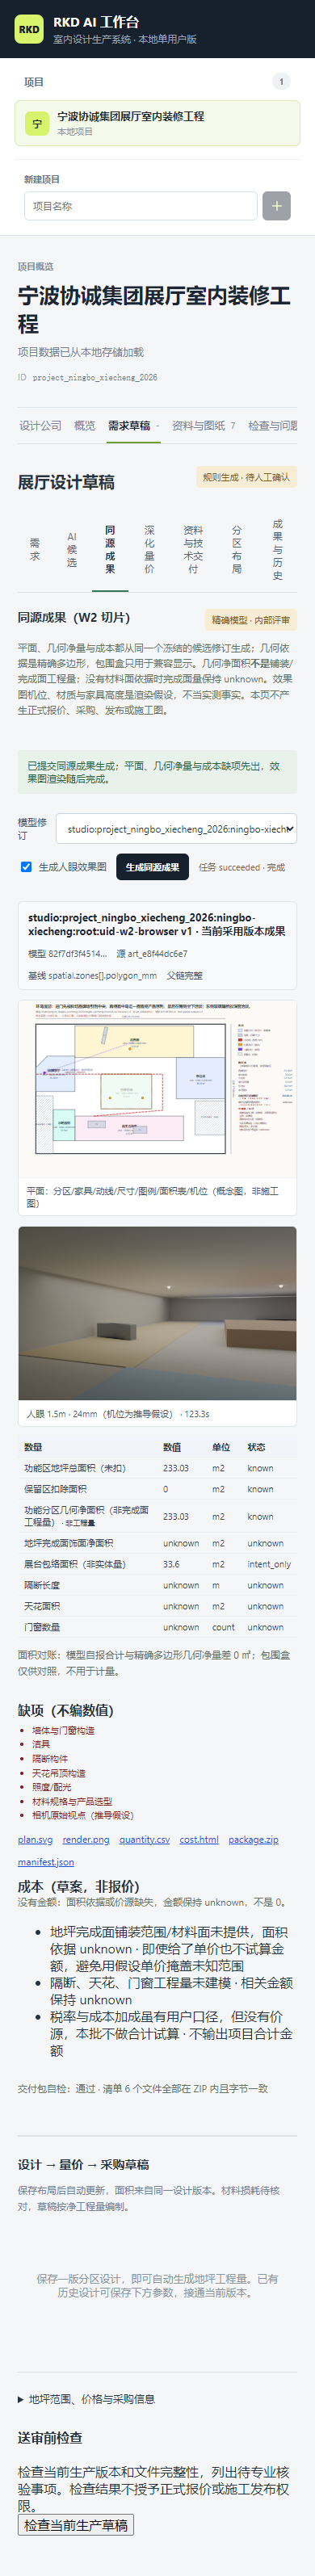 RKD
RKD AI 工作台
室内设计生产系统 · 本地单用户版
项目
1
宁
宁波协诚集团展厅室内装修工程
本地项目
新建项目
项目名称
+
项目概览
宁波协诚集团展厅室内装修工
程
项目数据已从本地存储加载
ID project_ningbo_xiecheng_2026
设计公司 概览 需求草稿 - 资料与图纸 7 检查与问题
展厅设计草稿
规则生成 · 待人工确认
需求
AI候选
同源成果
深化量价
资料与技术交付
分区布局
成果与历史
同源成果（W2 切片）
精确模型 · 内部评审
平面、几何净量与成本都从同一个冻结的候选修订生成；几何依
据是精确多边形，包围盒只用于兼容显示。几何净面积不是铺装/
完成面工程量；没有材料面依据时完成面量保持 unknown。效果
图机位、材质与家具高度是渲染假设，不当实测事实。本页不产
生正式报价、采购、发布或施工图。
已提交同源成果生成；平面、几何净量与成本缺项先出，效
果图渲染随后完成。
模型修
订
studio:project_ningbo_xiecheng_2026:ningbo-xieche
生成人眼效果图
生成同源成果
任务 succeeded · 完成
studio:project_ningbo_xiecheng_2026:ningbo-
xiecheng:root:uid-w2-browser v1 · 当前采用版本成果
模型 82f7df3f4514... 源 art_e8f44dc6e7
基线 spatial.zones[].polygon_mm 父链完整
平面：分区/家具/动线/尺寸/图例/面积表/机位（概念图，非施工
图）
人眼 1.5m · 24mm（机位为推导假设） · 123.3s
数量 数值 单位 状态
功能区地坪总面积（未扣） 233.03 m2 known
保留区扣除面积 0 m2 known
功能分区几何净面积（非完成面
工程量） · 非工程量 233.03 m2 known
地坪完成面饰面净面积 unknown m2 unknown
展台包络面积（非实体量） 33.6 m2 intent_only
隔断长度 unknown m unknown
天花面积 unknown m2 unknown
门窗数量 unknown count unknown
面积对账：模型自报合计与精确多边形几何净量差 0 ㎡；包围盒
仅供对照，不用于计量。
缺项（不编数值）
墙体与门窗构造
洁具
隔断构件
天花吊顶构造
照度/配光
材料规格与产品选型
相机原始视点（推导假设）
plan.svg render.png quantity.csv cost.html package.zip
manifest.json
成本（草案，非报价）
没有金额：面积依据或价源缺失，金额保持 unknown，不是 0。
地坪完成面铺装范围/材料面未提供，面积
依据 unknown · 即使给了单价也不试算金
额，避免用假设单价掩盖未知范围
隔断、天花、门窗工程量未建模 · 相关金额
保持 unknown
税率与成本加成虽有用户口径，但没有价
源，本批不做合计试算 · 不输出项目合计金
额
交付包自检：通过 · 清单 6 个文件全部在 ZIP 内且字节一致
设计 → 量价 → 采购草稿
保存布局后自动更新，面积来自同一设计版本。材料损耗待核
对，草稿按净工程量编制。
保存一版分区设计，即可自动生成地坪工程量。已有
历史设计可保存下方参数，接通当前版本。
地坪范围、价格与采购信息
送审前检查
检查当前生产版本和文件完整性，列出待专业核
验事项。检查结果不授予正式报价或施工发布权
限。
检查当前生产草稿